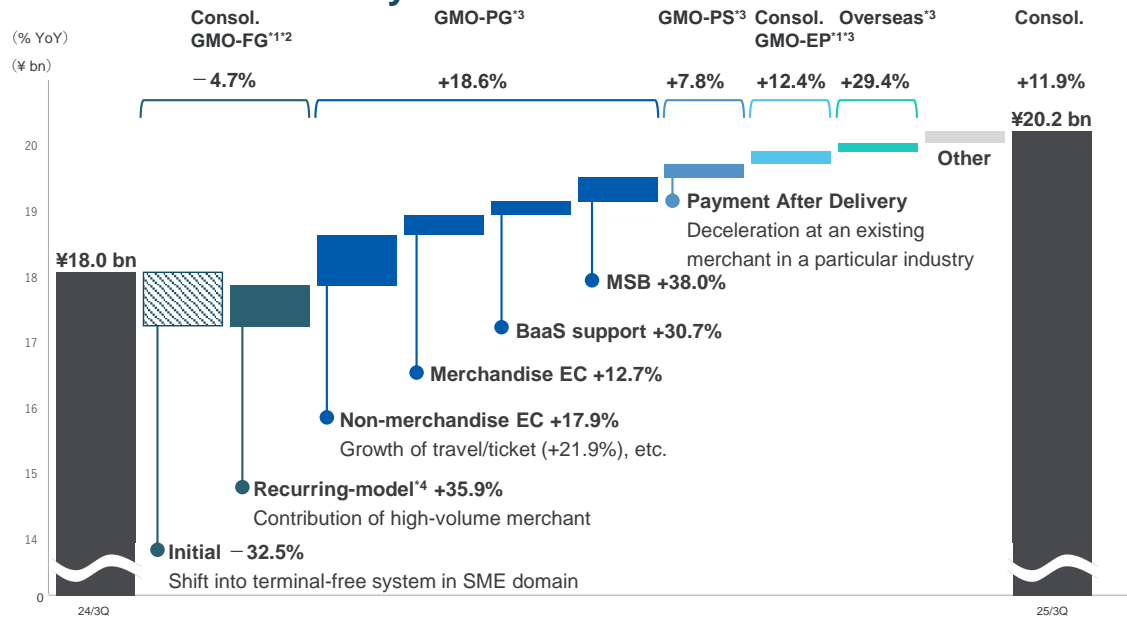 Consol.
GMO-FG*1*2
GMO-PG*3
GMO-PS*3
Consol.
GMO-EP*1*3
Overseas*3
Consol.
(% YoY)
(¥ bn)
－4.7%
+18.6%
+7.8%
+12.4%
+29.4%
+11.9%
¥20.2 bn
20
Other
19
Payment After Delivery
Deceleration at an existing
merchant in a particular industry
¥18.0 bn
18
MSB +38.0%
17
BaaS support +30.7%
Merchandise EC +12.7%
16
Non-merchandise EC +17.9%
Growth of travel/ticket (+21.9%), etc.
15
Recurring-model*4 +35.9%
Contribution of high-volume merchant
14
Initial －32.5%
Shift into terminal-free system in SME domain
0
24/3Q
25/3Q